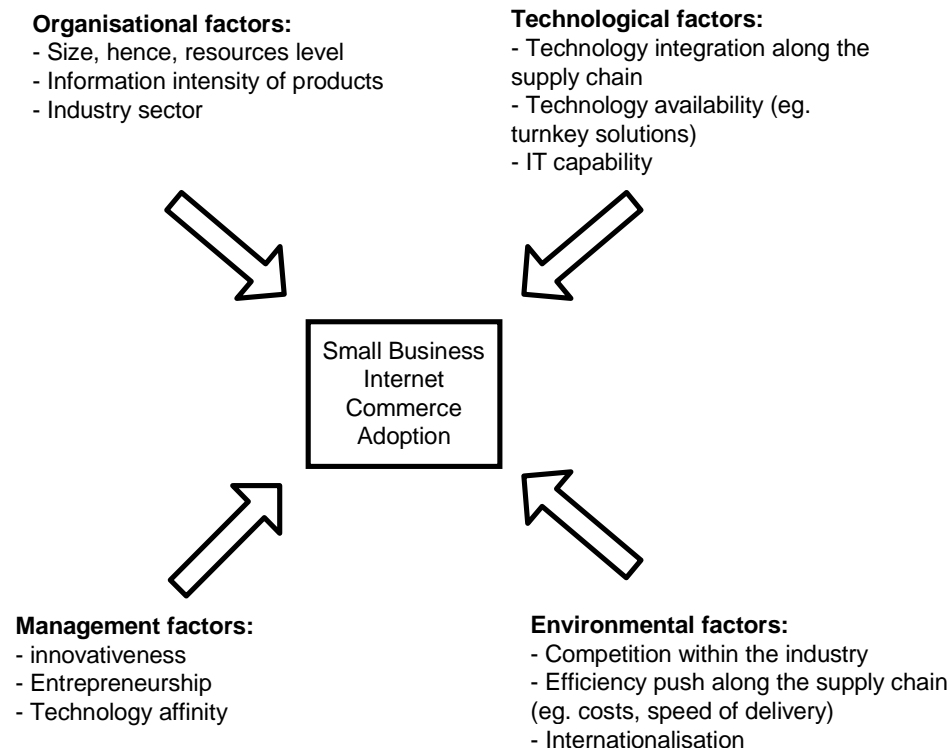 Organisational factors:
- Size, hence, resources level
- Information intensity of products
- Industry sector
Technological factors:
- Technology integration along the
supply chain
- Technology availability (eg.
turnkey solutions)
- IT capability
Small Business
Internet
Commerce
Adoption
Management factors:
- innovativeness
- Entrepreneurship
- Technology affinity
Environmental factors:
- Competition within the industry
- Efficiency push along the supply chain
(eg. costs, speed of delivery)
- Internationalisation